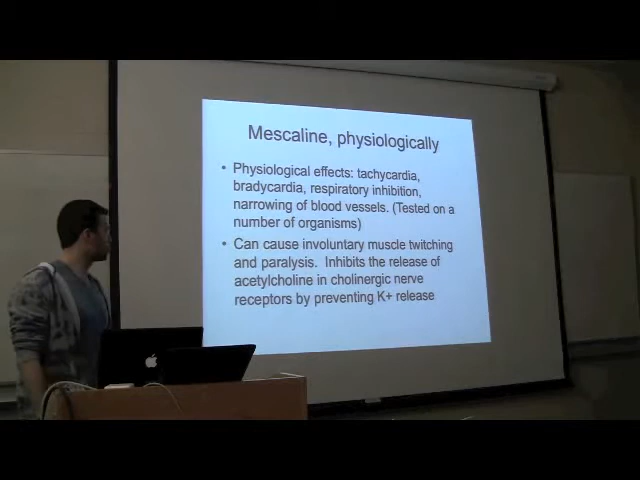 Mescaline, physiologically
• Physiological effects: tachycardia,
bradycardia, respiratory inhibition,
narrowing of blood vessels. (Tested on a
number of organisms)
• Can cause involuntary muscle twitching
and paralysis. Inhibits the release of
acetylcholine in cholinergic nerve
receptors by preventing K+ release